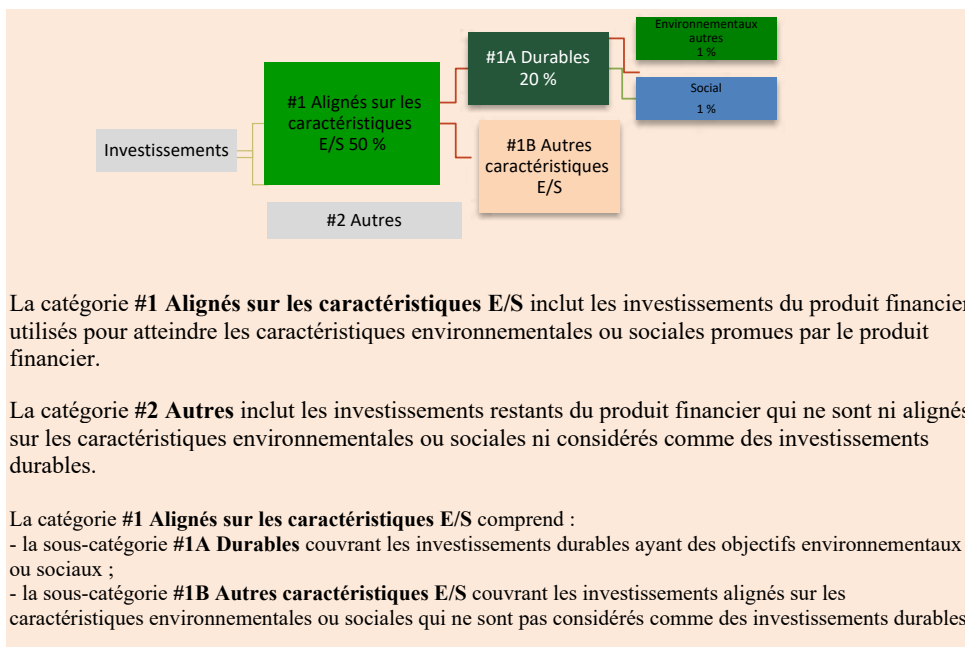 Investissements
#1 Alignés sur les
caractéristiques
E/S 50 %
#2 Autres
#1A Durables
20 %
#1B Autres
caractéristiques
E/S
Environnementaux
autres
1 %
Social
1 %
La catégorie #1 Alignés sur les caractéristiques E/S inclut les investissements du produit financier
utilisés pour atteindre les caractéristiques environnementales ou sociales promues par le produit
financier.
La catégorie #2 Autres inclut les investissements restants du produit financier qui ne sont ni alignés
sur les caractéristiques environnementales ou sociales ni considérés comme des investissements
durables.
La catégorie #1 Alignés sur les caractéristiques E/S comprend :
- la sous-catégorie #1A Durables couvrant les investissements durables ayant des objectifs environnementaux
ou sociaux ;
- la sous-catégorie #1B Autres caractéristiques E/S couvrant les investissements alignés sur les
caractéristiques environnementales ou sociales qui ne sont pas considérés comme des investissements durables